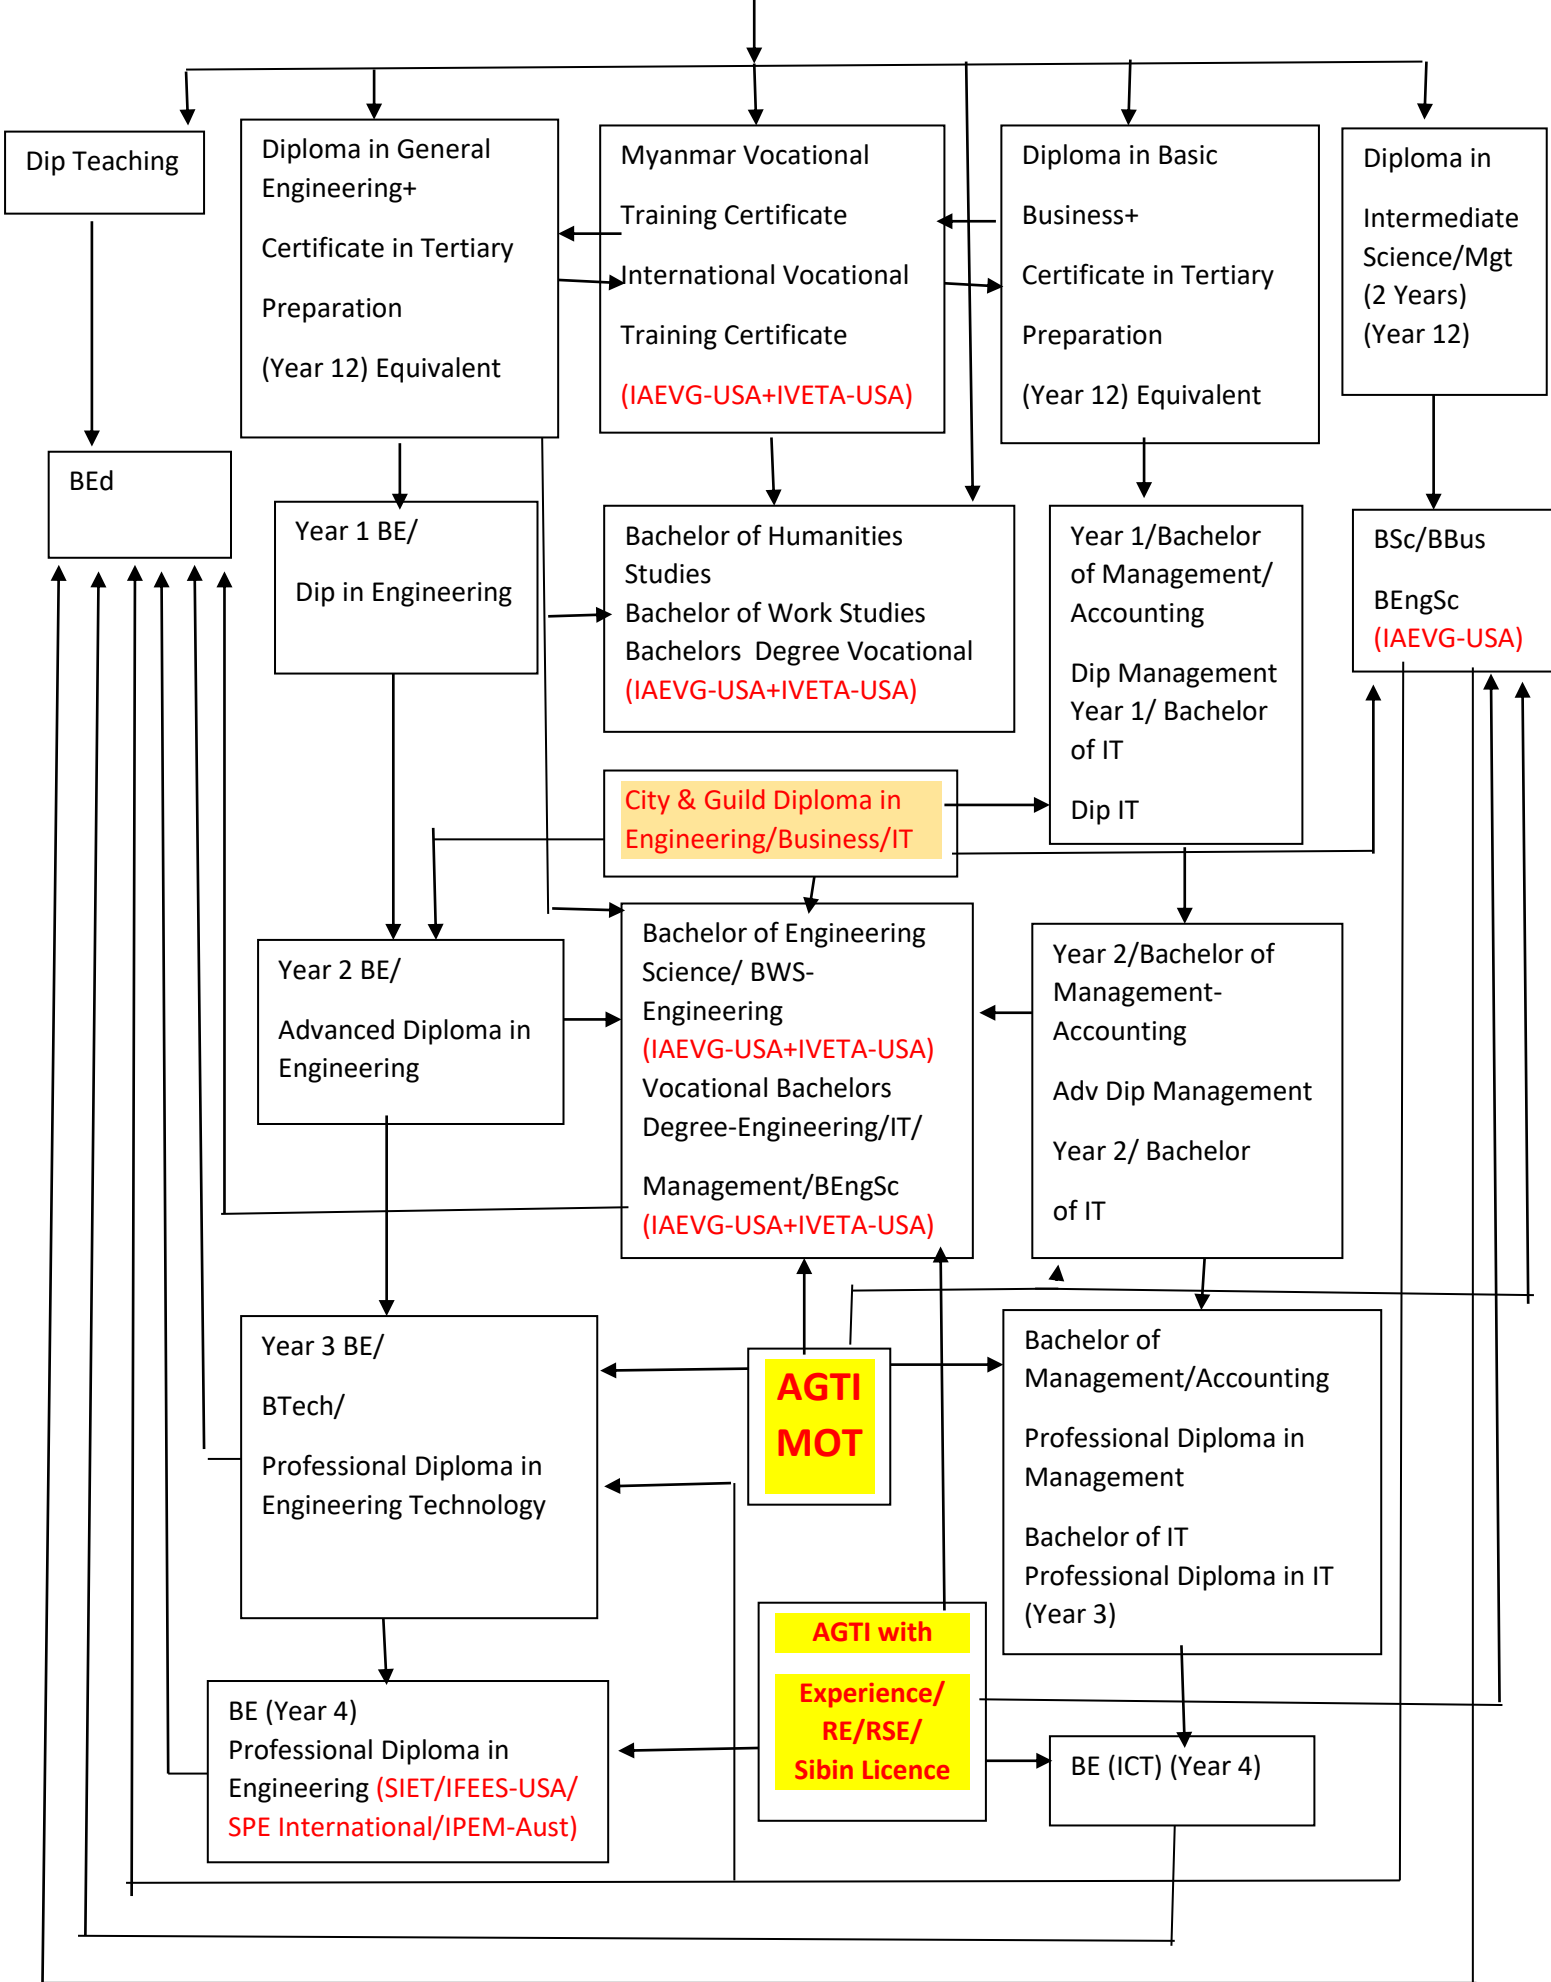 Dip Teaching
Diploma in General
Engineering+
Certificate in Tertiary
Preparation
(Year 12) Equivalent
Myanmar Vocational
Training Certificate
International Vocational
Training Certificate
(IAEVG-USA+IVETA-USA)
Diploma in Basic
Business+
Certificate in Tertiary
Preparation
(Year 12) Equivalent
Diploma in
Intermediate
Science/Mgt
(2 Years)
(Year 12)
BEd
Year 1 BE/
Dip in Engineering
Bachelor of Humanities
Studies
Bachelor of Work Studies
Bachelors Degree Vocational
(IAEVG-USA+IVETA-USA)
Year 1/Bachelor
of Management/
Accounting
Dip Management
Year 1/ Bachelor
of IT
Dip IT
BSc/BBus
BEngSc
(IAEVG-USA)
City & Guild Diploma in
Engineering/Business/IT
Year 2 BE/
Advanced Diploma in
Engineering
Bachelor of Engineering
Science/ BWS-
Engineering
(IAEVG-USA+IVETA-USA)
Vocational Bachelors
Degree-Engineering/IT/
Management/BEngSc
(IAEVG-USA+IVETA-USA)
Year 2/Bachelor of
Management-
Accounting
Adv Dip Management
Year 2/ Bachelor
of IT
Year 3 BE/
BTech/
Professional Diploma in
Engineering Technology
AGTI
MOT
Bachelor of
Management/Accounting
Professional Diploma in
Management
Bachelor of IT
Professional Diploma in IT
(Year 3)
BE (Year 4)
Professional Diploma in
Engineering (SIET/IFEES-USA/
SPE International/IPEM-Aust)
AGTI with
Experience/
RE/RSE/
Sibin Licence
BE (ICT) (Year 4)